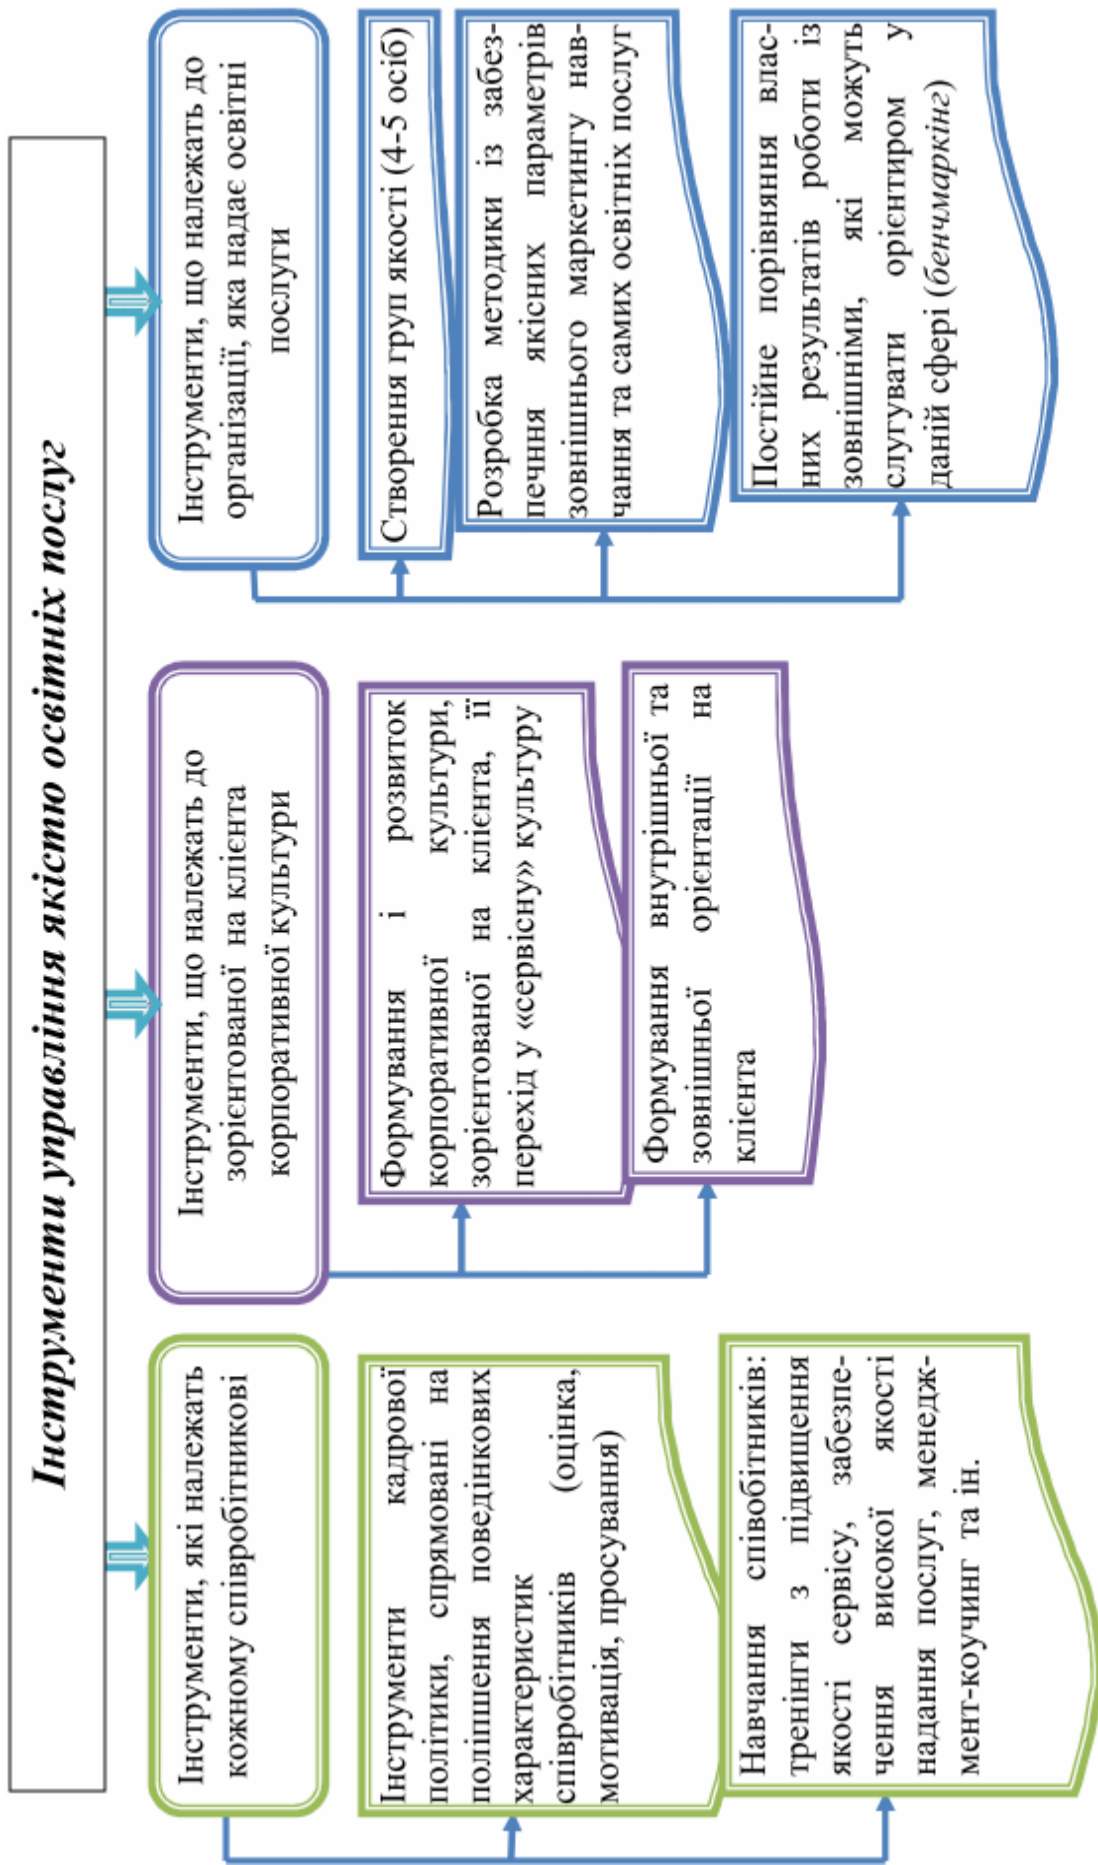 Інструменти управління якістю освітніх послуг
Інструменти, які належать
кожному співробітникові
Інструменти кадрової
політики, спрямовані на
поліпшення поведінкових
характеристик
співробітників (оцінка,
мотивація, просування)
Навчання співобітників:
тренінги з підвищення
якості сервісу, забезпе-
чення високої якості
надання послуг, менедж-
мент-коучинг та ін.
Інструменти, що належать до
зорієнтованої на клієнта
корпоративної культури
Формування і розвиток
корпоративної культури,
зорієнтованої на клієнта, її
перехід у «сервісну» культуру
Формування внутрішньої та
зовнішньої орієнтації на
клієнта
Інструменти, що належать до
організації, яка надає освітні
послуги
Створення груп якості (4-5 осіб)
Розробка методики із забез-
печння якісних параметрів
зовнішнього маркетингу нав-
чання та самих освітніх послуг
Постійне порівняння влас-
них результатів роботи із
зовнішніми, які можуть
слугувати орієнтиром у
даній сфері (бенчмаркінг)